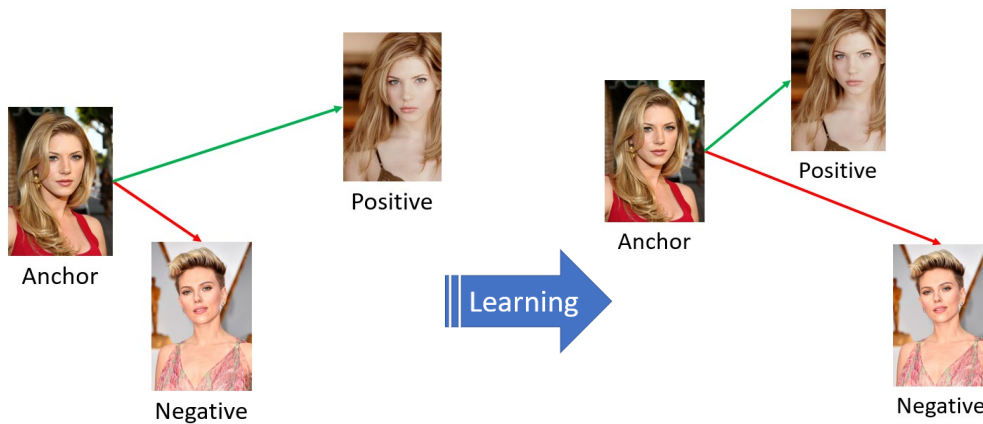 Positive
Anchor
Negative
Learning
Positive
Anchor
Negative